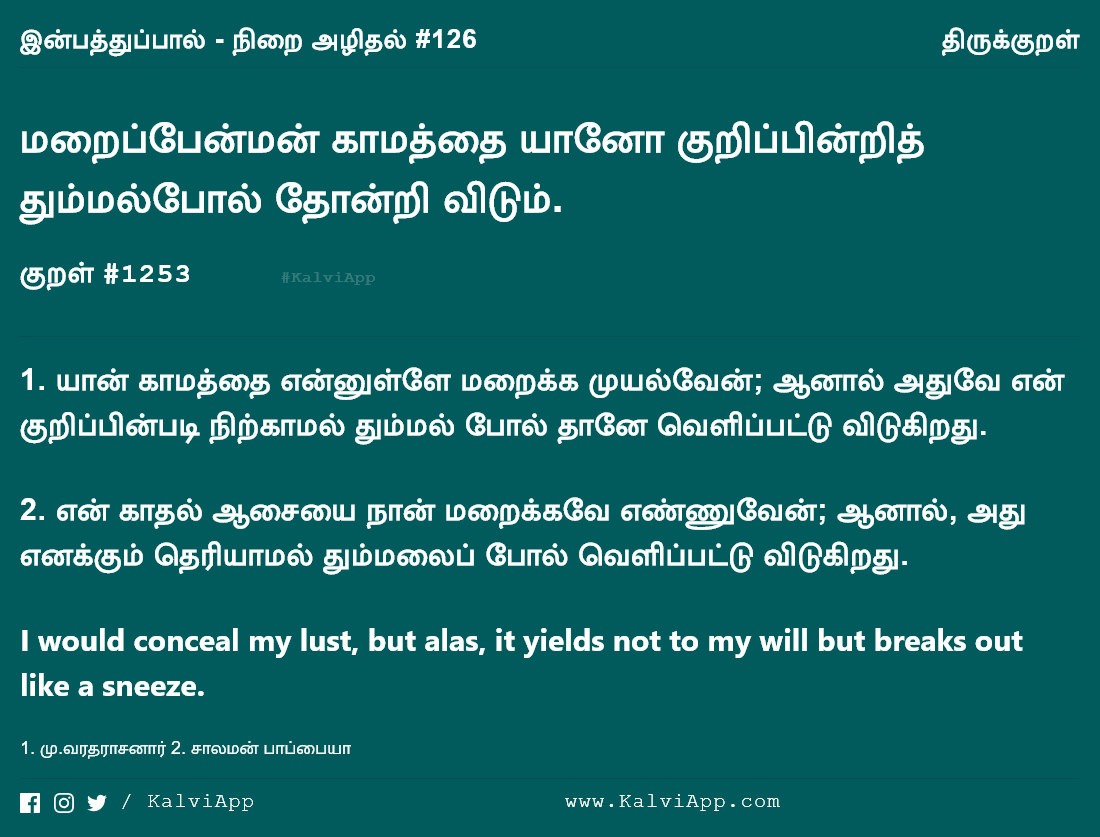 இன்பத்துப்பால் - நிறை அழிதல் #126
திருக்குறள்
மறைப்பேன்மன் காமத்தை யானோ குறிப்பின்றித்
தும்மல்போல் தோன்றி விடும்.
குறள் #1253
#KalviApp
1. யான் காமத்தை என்னுள்ளே மறைக்க முயல்வேன்; ஆனால் அதுவே என்
குறிப்பின்படி நிற்காமல் தும்மல் போல் தானே வெளிப்பட்டு விடுகிறது.
2. என் காதல் ஆசையை நான் மறைக்கவே எண்ணுவேன்; ஆனால், அது
எனக்கும் தெரியாமல் தும்மலைப் போல் வெளிப்பட்டு விடுகிறது.
I would conceal my lust, but alas, it yields not to my will but breaks out
like a sneeze.
1. மு.வரதராசனார் 2. சாலமன் பாப்பையா
/ KalviApp
www.KalviApp.com